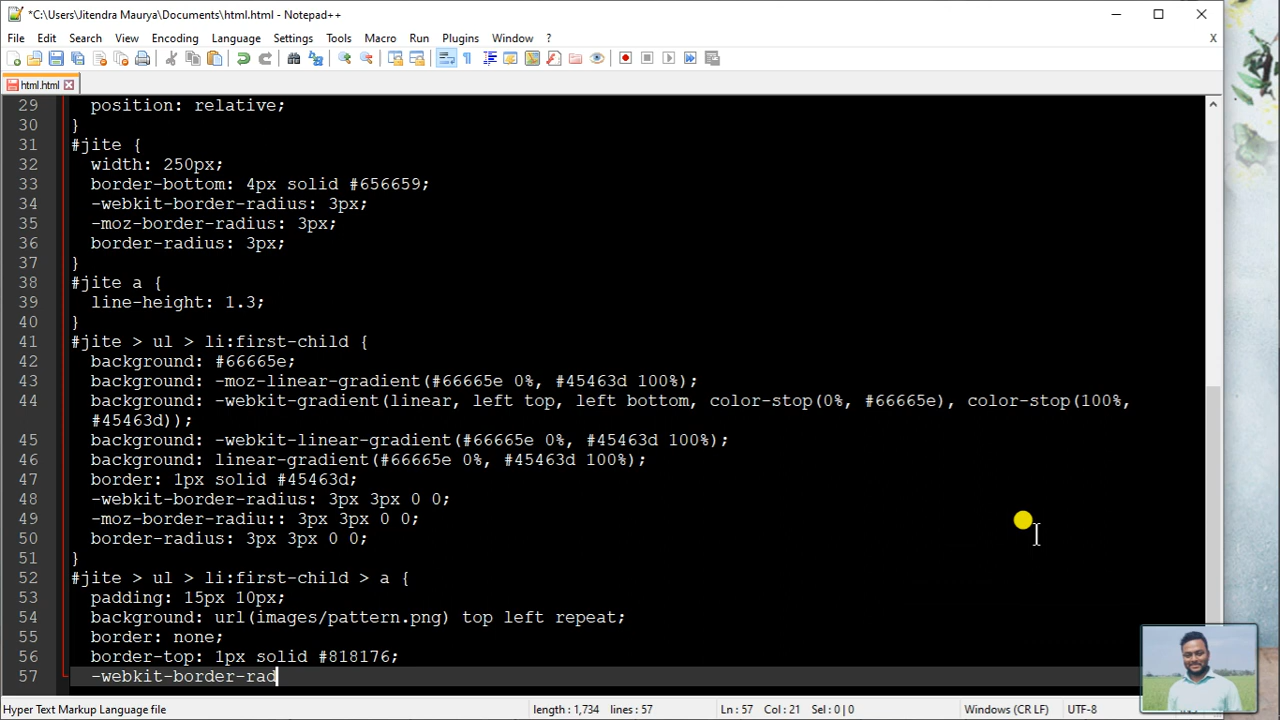 *C:\Users\Jitendra Maurya\Documents\html.html - Notepad++
File Edit Search View Encoding Language Settings Tools Macro Run Plugins Window ? X
html.html
29 position: relative;
30 }
31 #jite {
32 width: 250px;
33 border-bottom: 4px solid #656659;
34 -webkit-border-radius: 3px;
35 -moz-border-radius: 3px;
36 border-radius: 3px;
37 }
38 #jite a {
39 line-height: 1.3;
40 }
41 #jite > ul > li:first-child {
42 background: #66665e;
43 background: -moz-linear-gradient(#66665e 0%, #45463d 100%);
44 background: -webkit-gradient(linear, left top, left bottom, color-stop(0%, #66665e), color-stop(100%,
#45463d));
45 background: -webkit-linear-gradient(#66665e 0%, #45463d 100%);
46 background: linear-gradient(#66665e 0%, #45463d 100%);
47 border: 1px solid #45463d;
48 -webkit-border-radius: 3px 3px 0 0;
49 -moz-border-radiu:: 3px 3px 0 0;
50 border-radius: 3px 3px 0 0;
51 }
52 #jite > ul > li:first-child > a {
53 padding: 15px 10px;
54 background: url(images/pattern.png) top left repeat;
55 border: none;
56 border-top: 1px solid #818176;
57 -webkit-border-rad
Hyper Text Markup Language file length : 1,734 lines : 57 Ln : 57 Col : 21 Sel : 0 | 0 Windows (CR LF) UTF-8